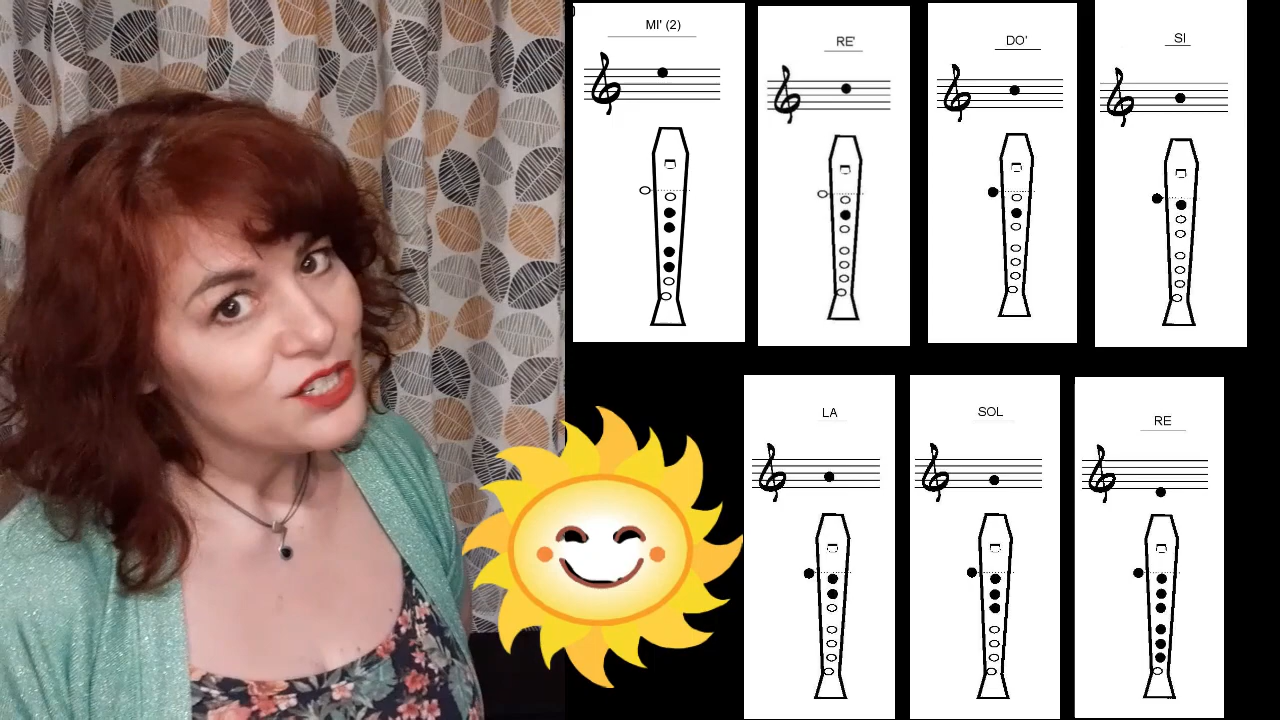 MI' (2)
RE'
DO'
SI
LA
SOL
RE